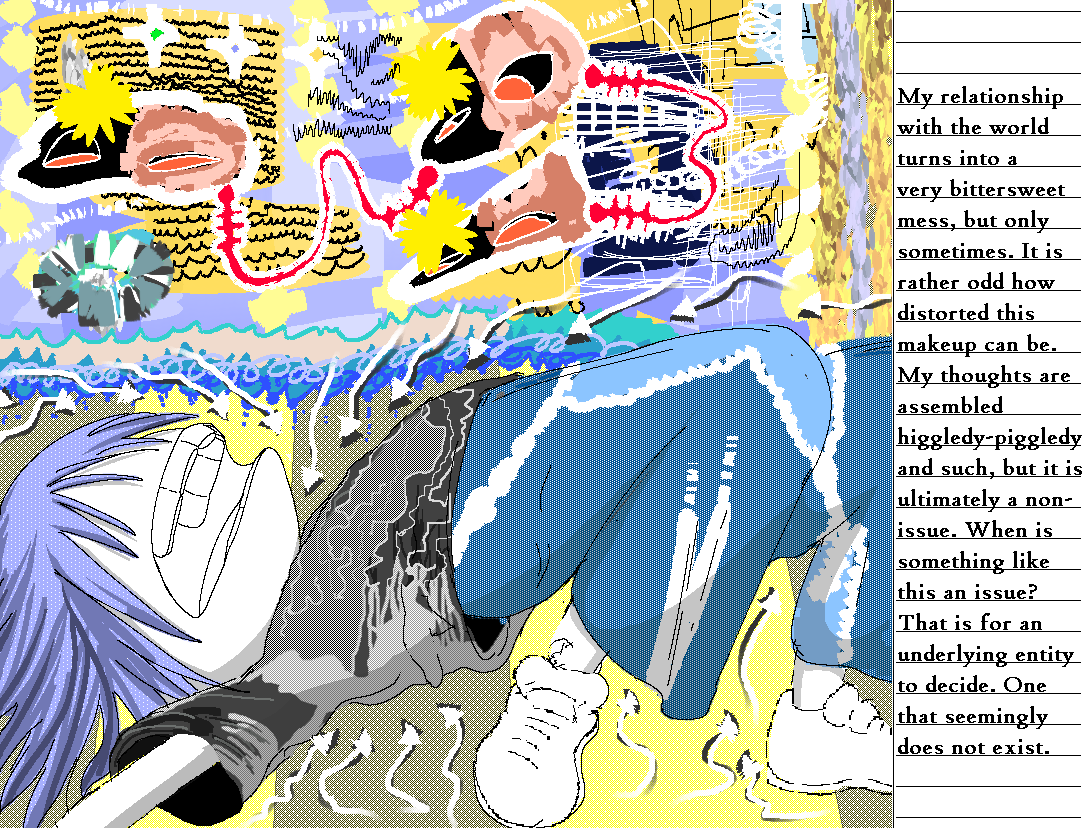 My relationship
with the world
turns into a
very bittersweet
mess, but only
sometimes. It is
rather odd how
distorted this
makeup can be.
My thoughts are
assembled
higgledy-piggledy
and such, but it is
ultimately a non-
issue. When is
something like
this an issue?
That is for an
underlying entity
to decide. One
that seemingly
does not exist.